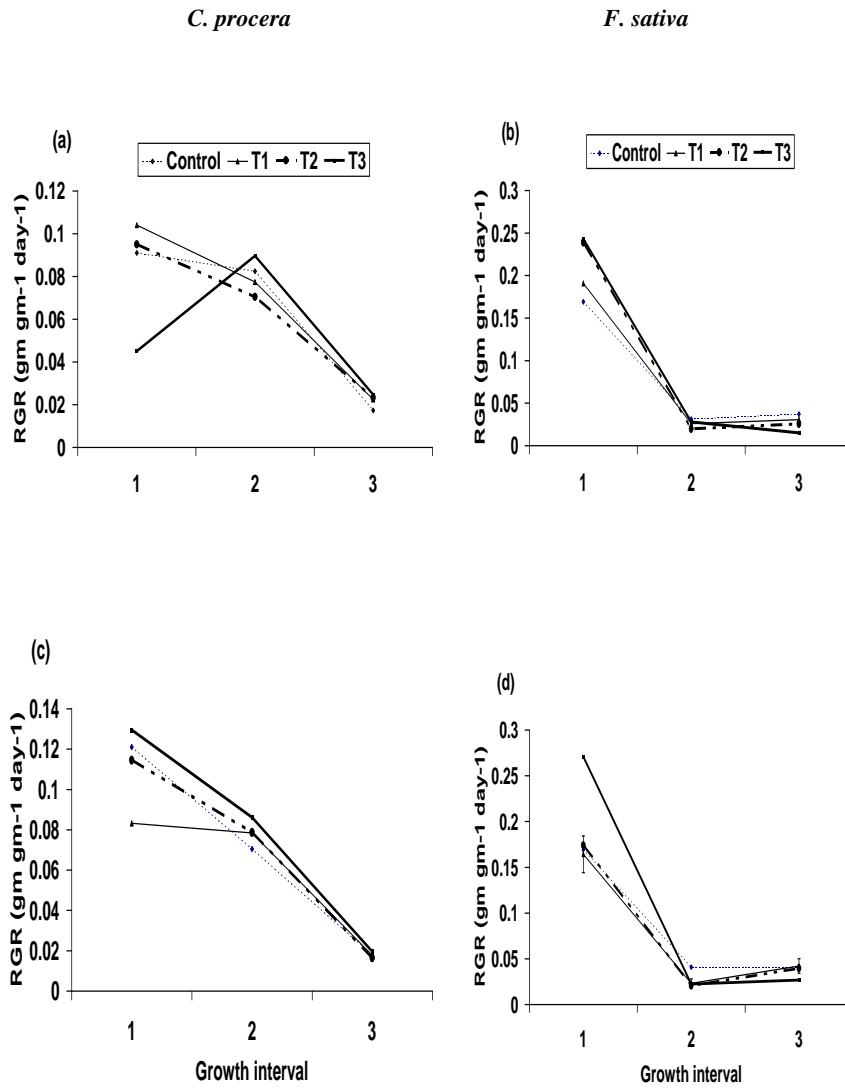 C. procera
F. sativa
(a)
Control T1 T2 T3
RGR (gm gm-1 day-1)
0.12
0.1
0.08
0.06
0.04
0.02
0
1 2 3
(b)
Control T1 T2 T3
RGR (gm gm-1 day-1)
0.3
0.25
0.2
0.15
0.1
0.05
0
1 2 3
(c)
RGR (gm gm-1 day-1)
0.14
0.12
0.1
0.08
0.06
0.04
0.02
0
1 2 3
Growth interval
(d)
RGR (gm gm-1 day-1)
0.3
0.25
0.2
0.15
0.1
0.05
0
1 2 3
Growth interval